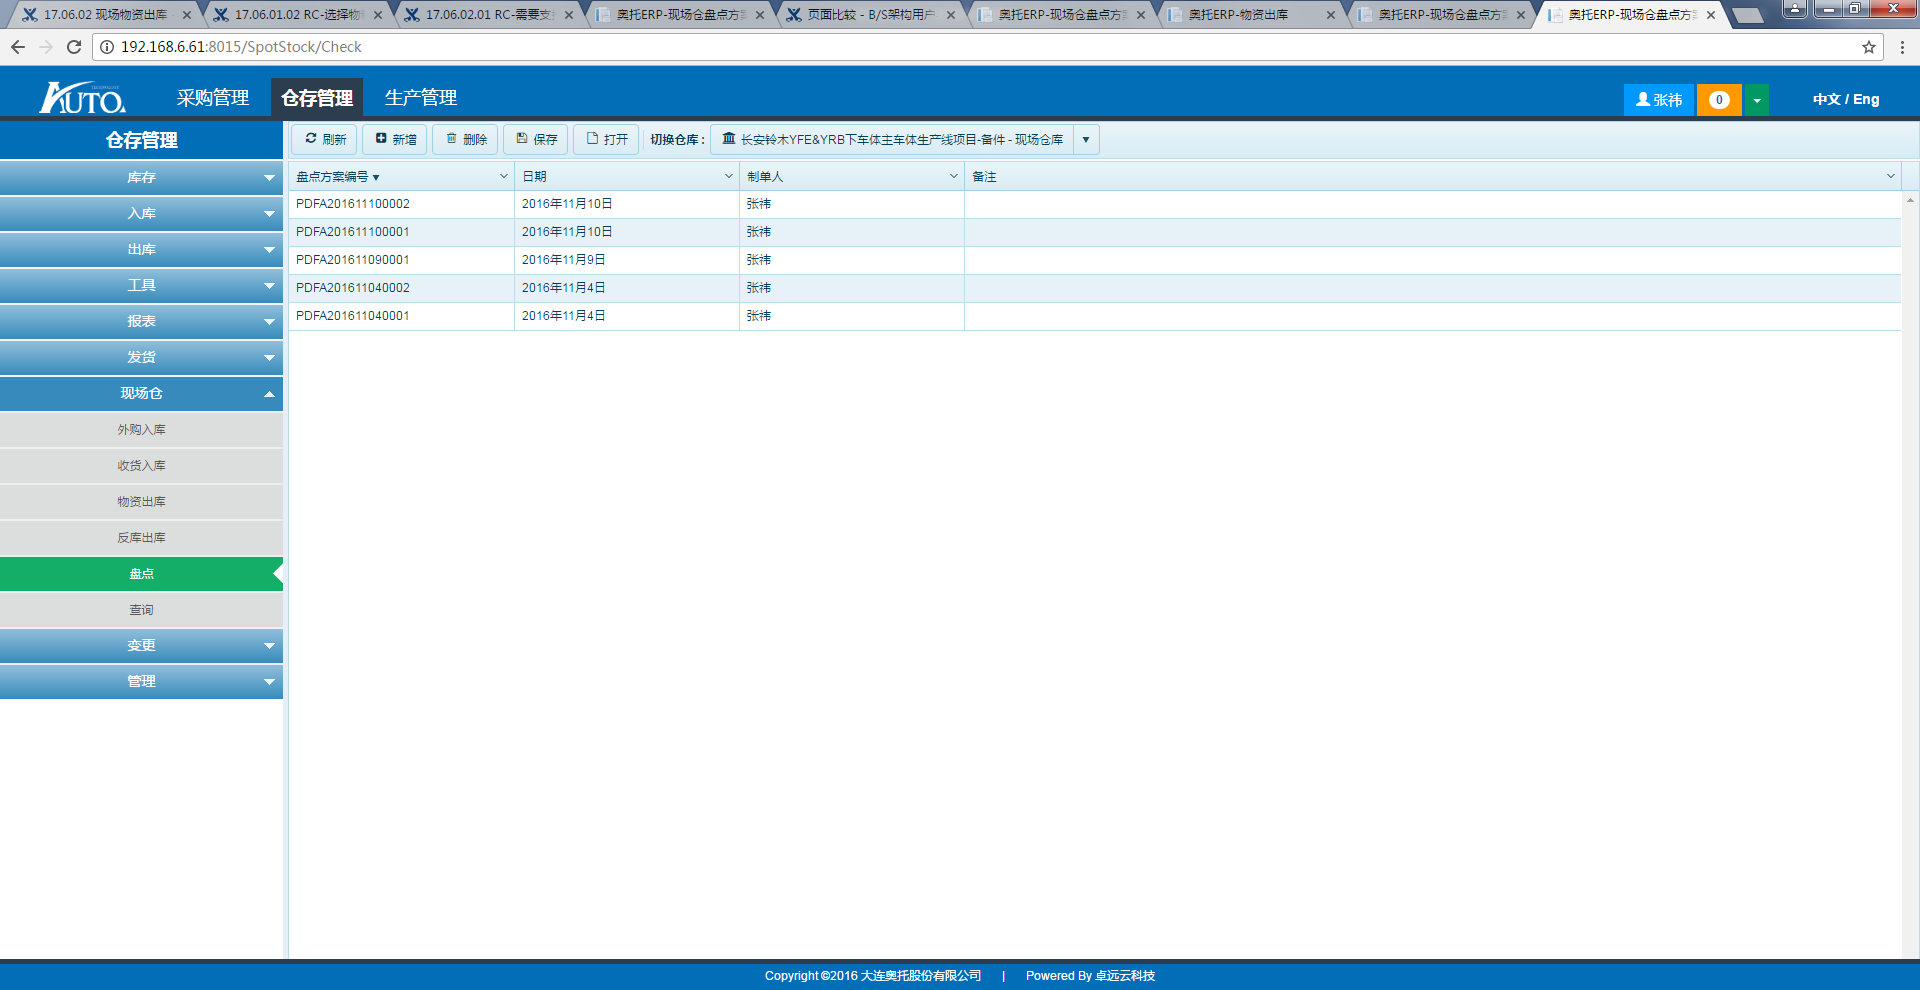 17.06.02 现场物资出库
17.06.01.02 RC-选择物
17.06.02.01 RC-需要支
奥托ERP-现场仓盘点方
页面比较 - B/S架构用户
奥托ERP-现场仓盘点方
奥托ERP-物资出库
奥托ERP-现场仓盘点方
奥托ERP-现场仓盘点方
192.168.6.61:8015/SpotStock/Check
AUTO.
采购管理
仓存管理
生产管理
张祎
0
中文 / Eng
仓存管理
刷新
新增
删除
保存
打开
切换仓库：
长安铃木YFE&YRB下车体主车体生产线项目-备件 - 现场仓库
库存
入库
出库
工具
报表
发货
现场仓
外购入库
收货入库
物资出库
反库出库
盘点
查询
变更
管理
盘点方案编号 日期 制单人 备注
PDFA201611100002 2016年11月10日 张祎
PDFA201611100001 2016年11月10日 张祎
PDFA201611090001 2016年11月9日 张祎
PDFA201611040002 2016年11月4日 张祎
PDFA201611040001 2016年11月4日 张祎
Copyright ©2016 大连奥托股份有限公司 | Powered By 卓远云科技